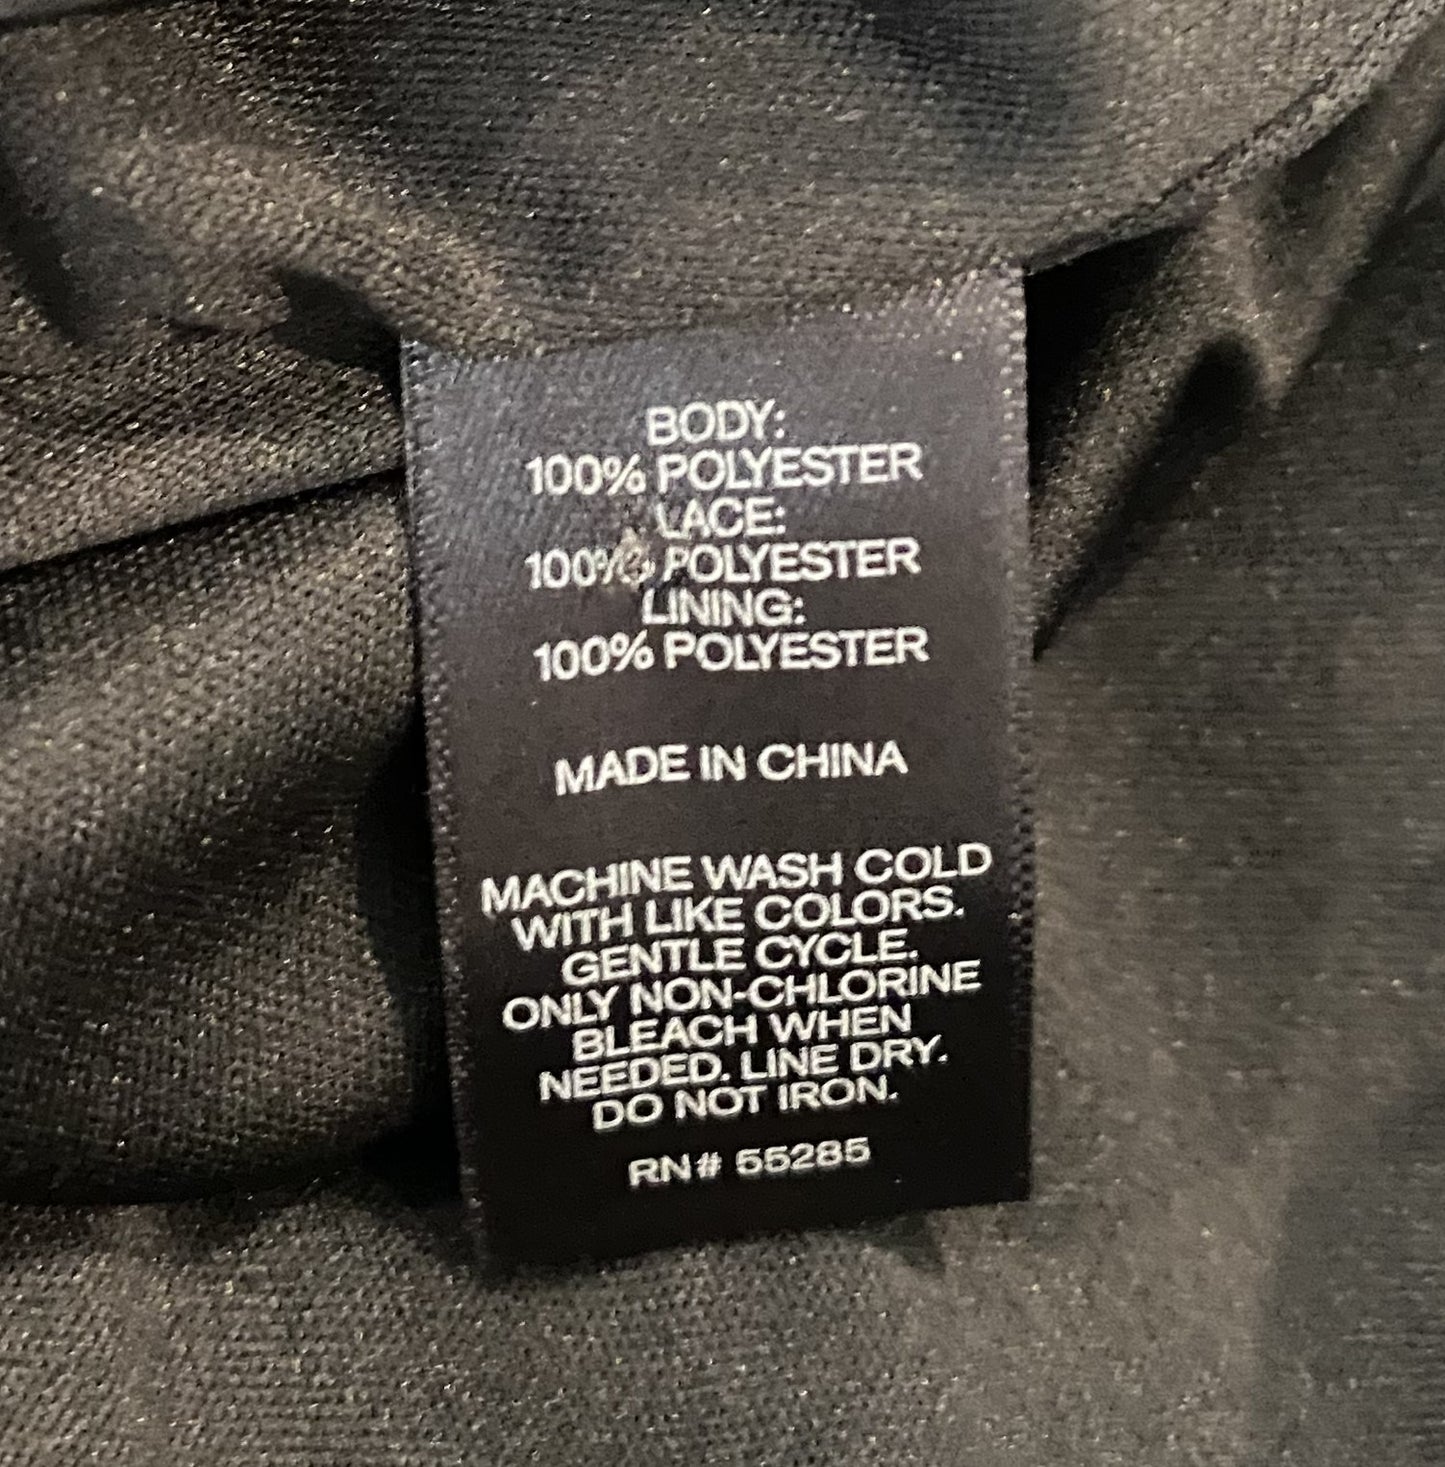 BODY:
100% POLYESTER
LACE:
100% POLYESTER
LINING:
100% POLYESTER
MADE IN CHINA
MACHINE WASH COLD
WITH LIKE COLORS.
GENTLE CYCLE.
ONLY NON-CHLORINE
BLEACH WHEN
NEEDED. LINE DRY.
DO NOT IRON.
RN# 55285